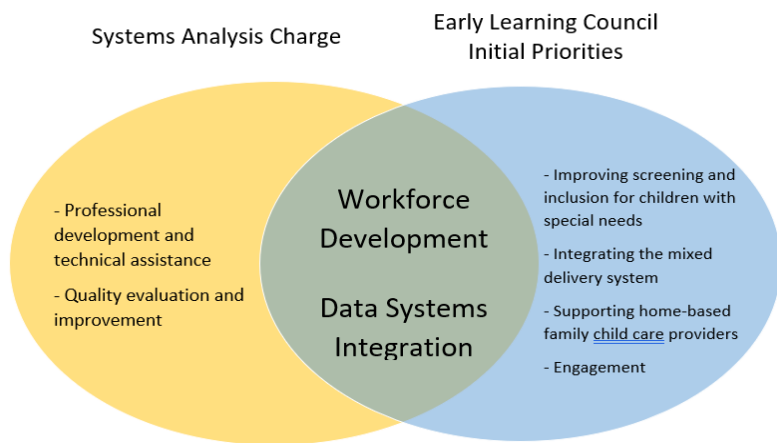 Systems Analysis Charge
Early Learning Council
Initial Priorities
- Professional
development and
technical assistance
- Quality evaluation and
improvement
Workforce
Development
Data Systems
Integration
- Improving screening and
inclusion for children with
special needs
- Integrating the mixed
delivery system
- Supporting home-based
family child care providers
- Engagement